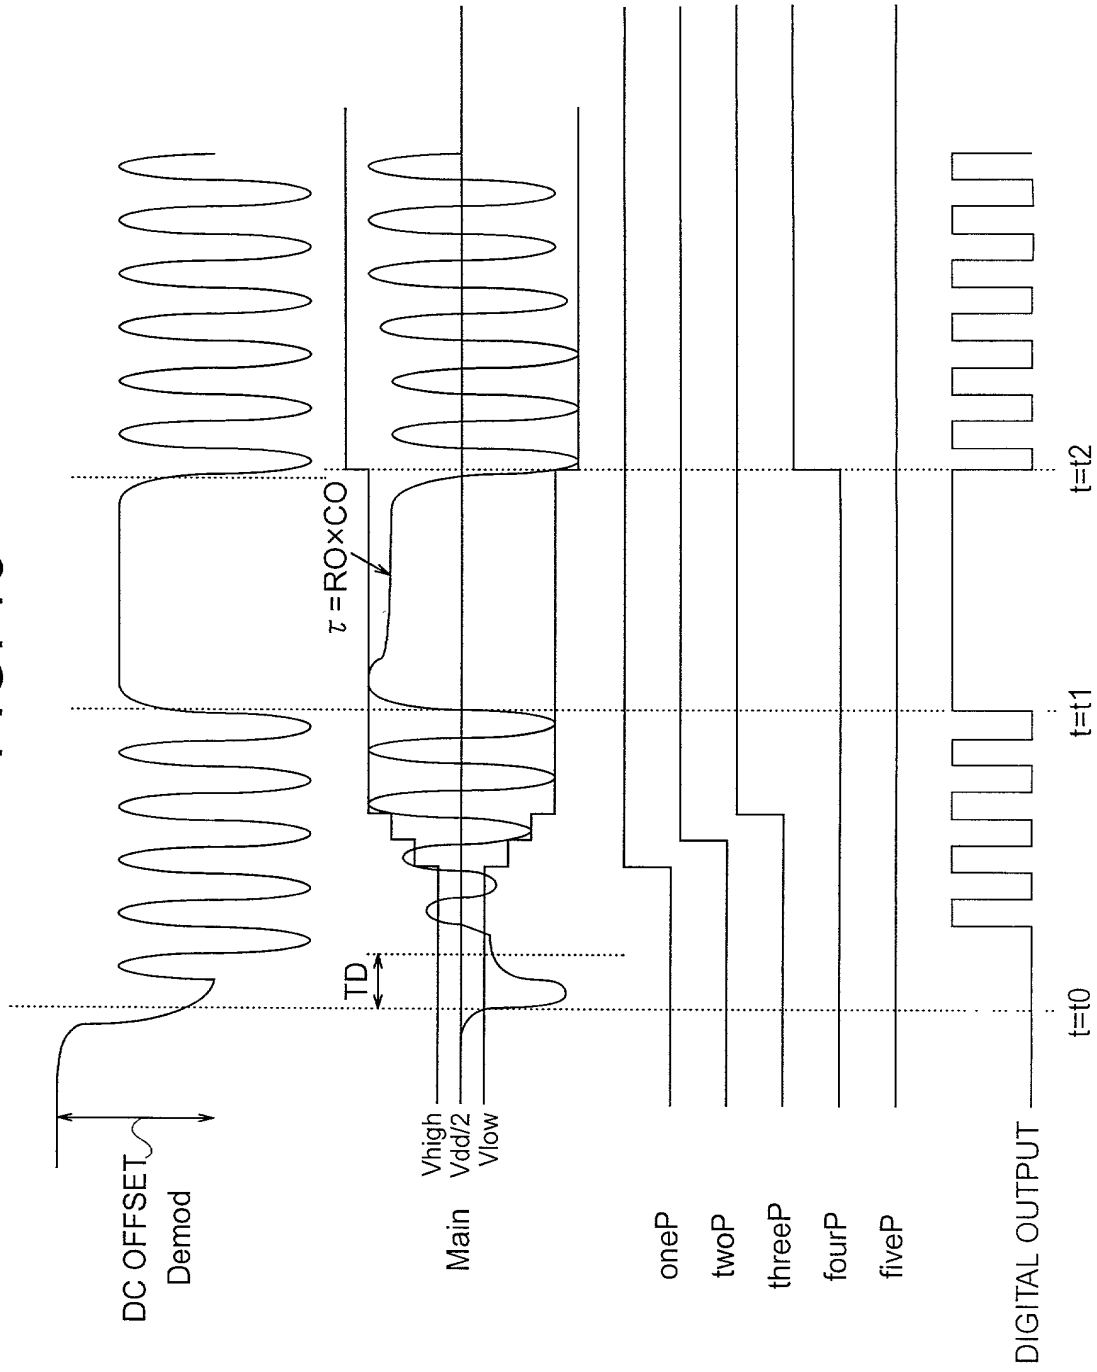 DC OFFSET
Demod
Main
Vhigh
Vdd/2
Vlow
TD
τ=RO×CO
oneP
twoP
threeP
fourP
fiveP
DIGITAL OUTPUT
t=t0
t=t1
t=t2